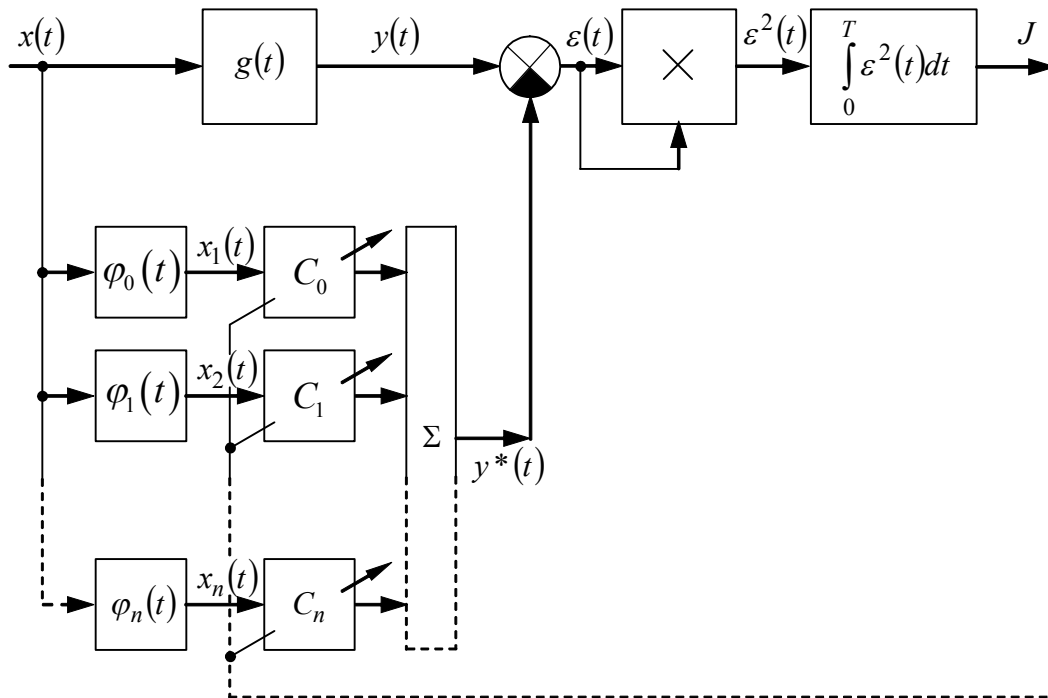 x(t)
g(t)
y(t)
ε(t)
×
ε²(t)
∫₀ᵀ ε²(t)dt
J
φ₀(t)
x₁(t)
C₀
φ₁(t)
x₂(t)
C₁
Σ
y*(t)
φₙ(t)
xₙ(t)
Cₙ